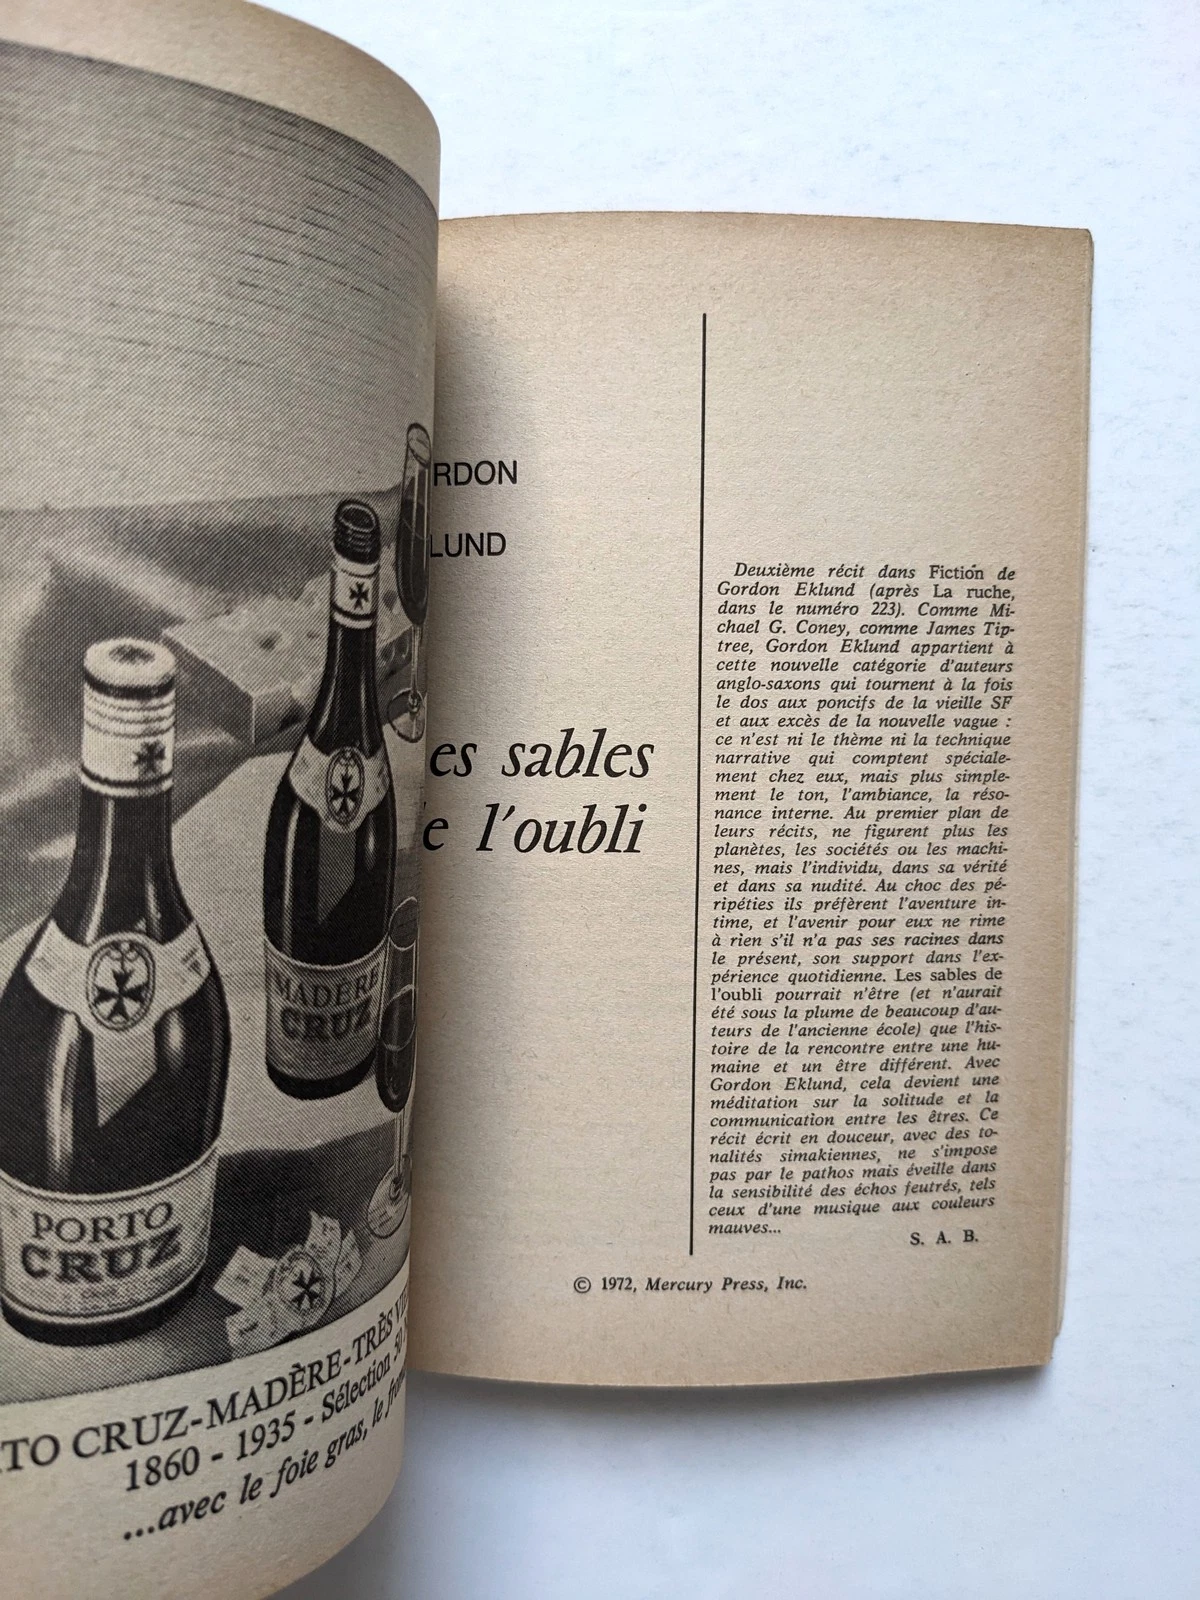 MADÈRE
CRUZ
PORTO
CRUZ
TO CRUZ-MADÈRE-TRÈS
1860 - 1935 - Sélection 50
...avec le foie gras, le
RDON
LUND
es sables
e l'oubli
Deuxième récit dans Fiction de
Gordon Eklund (après La ruche,
dans le numéro 223). Comme Mi-
chael G. Coney, comme James Tip-
tree, Gordon Eklund appartient à
cette nouvelle catégorie d'auteurs
anglo-saxons qui tournent à la fois
le dos aux poncifs de la vieille SF
et aux excès de la nouvelle vague :
ce n'est ni le thème ni la technique
narrative qui comptent spéciale-
ment chez eux, mais plus simple-
ment le ton, l'ambiance, la réso-
nance interne. Au premier plan de
leurs récits, ne figurent plus les
planètes, les sociétés ou les machi-
nes, mais l'individu, dans sa vérité
et dans sa nudité. Au choc des pé-
ripéties ils préfèrent l'aventure in-
time, et l'avenir pour eux ne rime
à rien s'il n'a pas ses racines dans
le présent, son support dans l'ex-
périence quotidienne. Les sables de
l'oubli pourrait n'être (et n'aurait
été sous la plume de beaucoup d'au-
teurs de l'ancienne école) que l'his-
toire de la rencontre entre une hu-
maine et un être différent. Avec
Gordon Eklund, cela devient une
méditation sur la solitude et la
communication entre les êtres. Ce
récit écrit en douceur, avec des to-
nalités simakiennes, ne s'impose
pas par le pathos mais éveille dans
la sensibilité des échos feutrés, tels
ceux d'une musique aux couleurs
mauves...
S. A. B.
© 1972, Mercury Press, Inc.